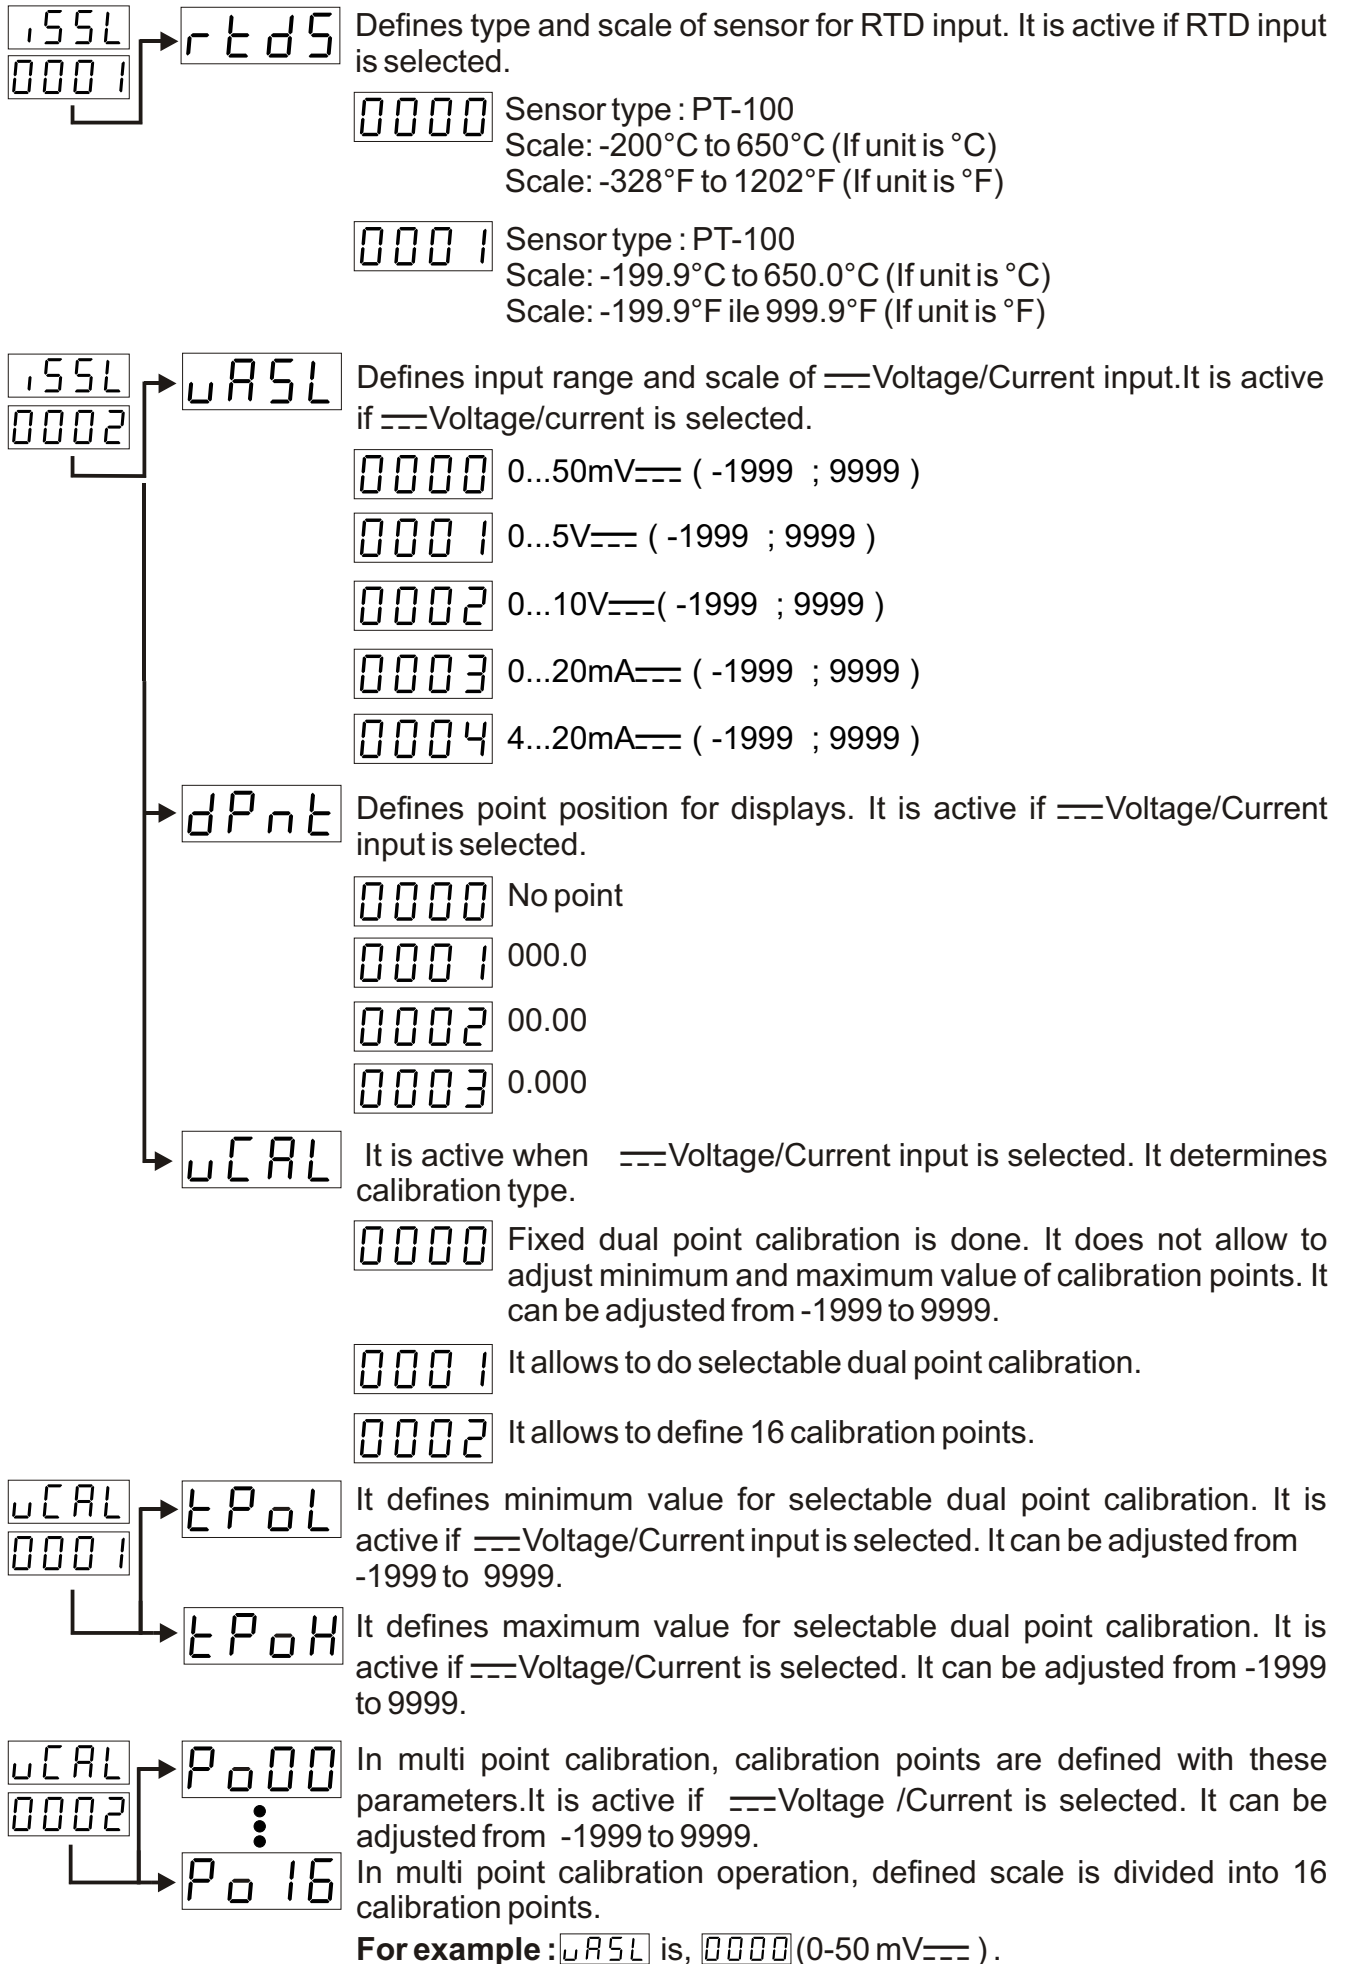 iSSL
rtdS
Defines type and scale of sensor for RTD input. It is active if RTD input
0001
is selected.
0000
Sensor type : PT-100
Scale: -200°C to 650°C (If unit is °C)
Scale: -328°F to 1202°F (If unit is °F)
0001
Sensor type : PT-100
Scale: -199.9°C to 650.0°C (If unit is °C)
Scale: -199.9°F ile 999.9°F (If unit is °F)
iSSL
uASL
Defines input range and scale of ⎓Voltage/Current input.It is active
0002
if ⎓Voltage/current is selected.
0000 0...50mV⎓ ( -1999 ; 9999 )
0001 0...5V⎓ ( -1999 ; 9999 )
0002 0...10V⎓( -1999 ; 9999 )
0003 0...20mA⎓ ( -1999 ; 9999 )
0004 4...20mA⎓ ( -1999 ; 9999 )
dPnt
Defines point position for displays. It is active if ⎓Voltage/Current
input is selected.
0000 No point
0001 000.0
0002 00.00
0003 0.000
uCAL
It is active when ⎓Voltage/Current input is selected. It determines
calibration type.
0000
Fixed dual point calibration is done. It does not allow to
adjust minimum and maximum value of calibration points. It
can be adjusted from -1999 to 9999.
0001 It allows to do selectable dual point calibration.
0002 It allows to define 16 calibration points.
uCAL
0001
tPoL
It defines minimum value for selectable dual point calibration. It is
active if ⎓Voltage/Current input is selected. It can be adjusted from
-1999 to 9999.
tPoH
It defines maximum value for selectable dual point calibration. It is
active if ⎓Voltage/Current is selected. It can be adjusted from -1999
to 9999.
uCAL
0002
Po00
In multi point calibration, calibration points are defined with these
parameters.It is active if ⎓Voltage /Current is selected. It can be
adjusted from -1999 to 9999.
Po16
In multi point calibration operation, defined scale is divided into 16
calibration points.
For example : uASL is, 0000 (0-50 mV⎓ ) .